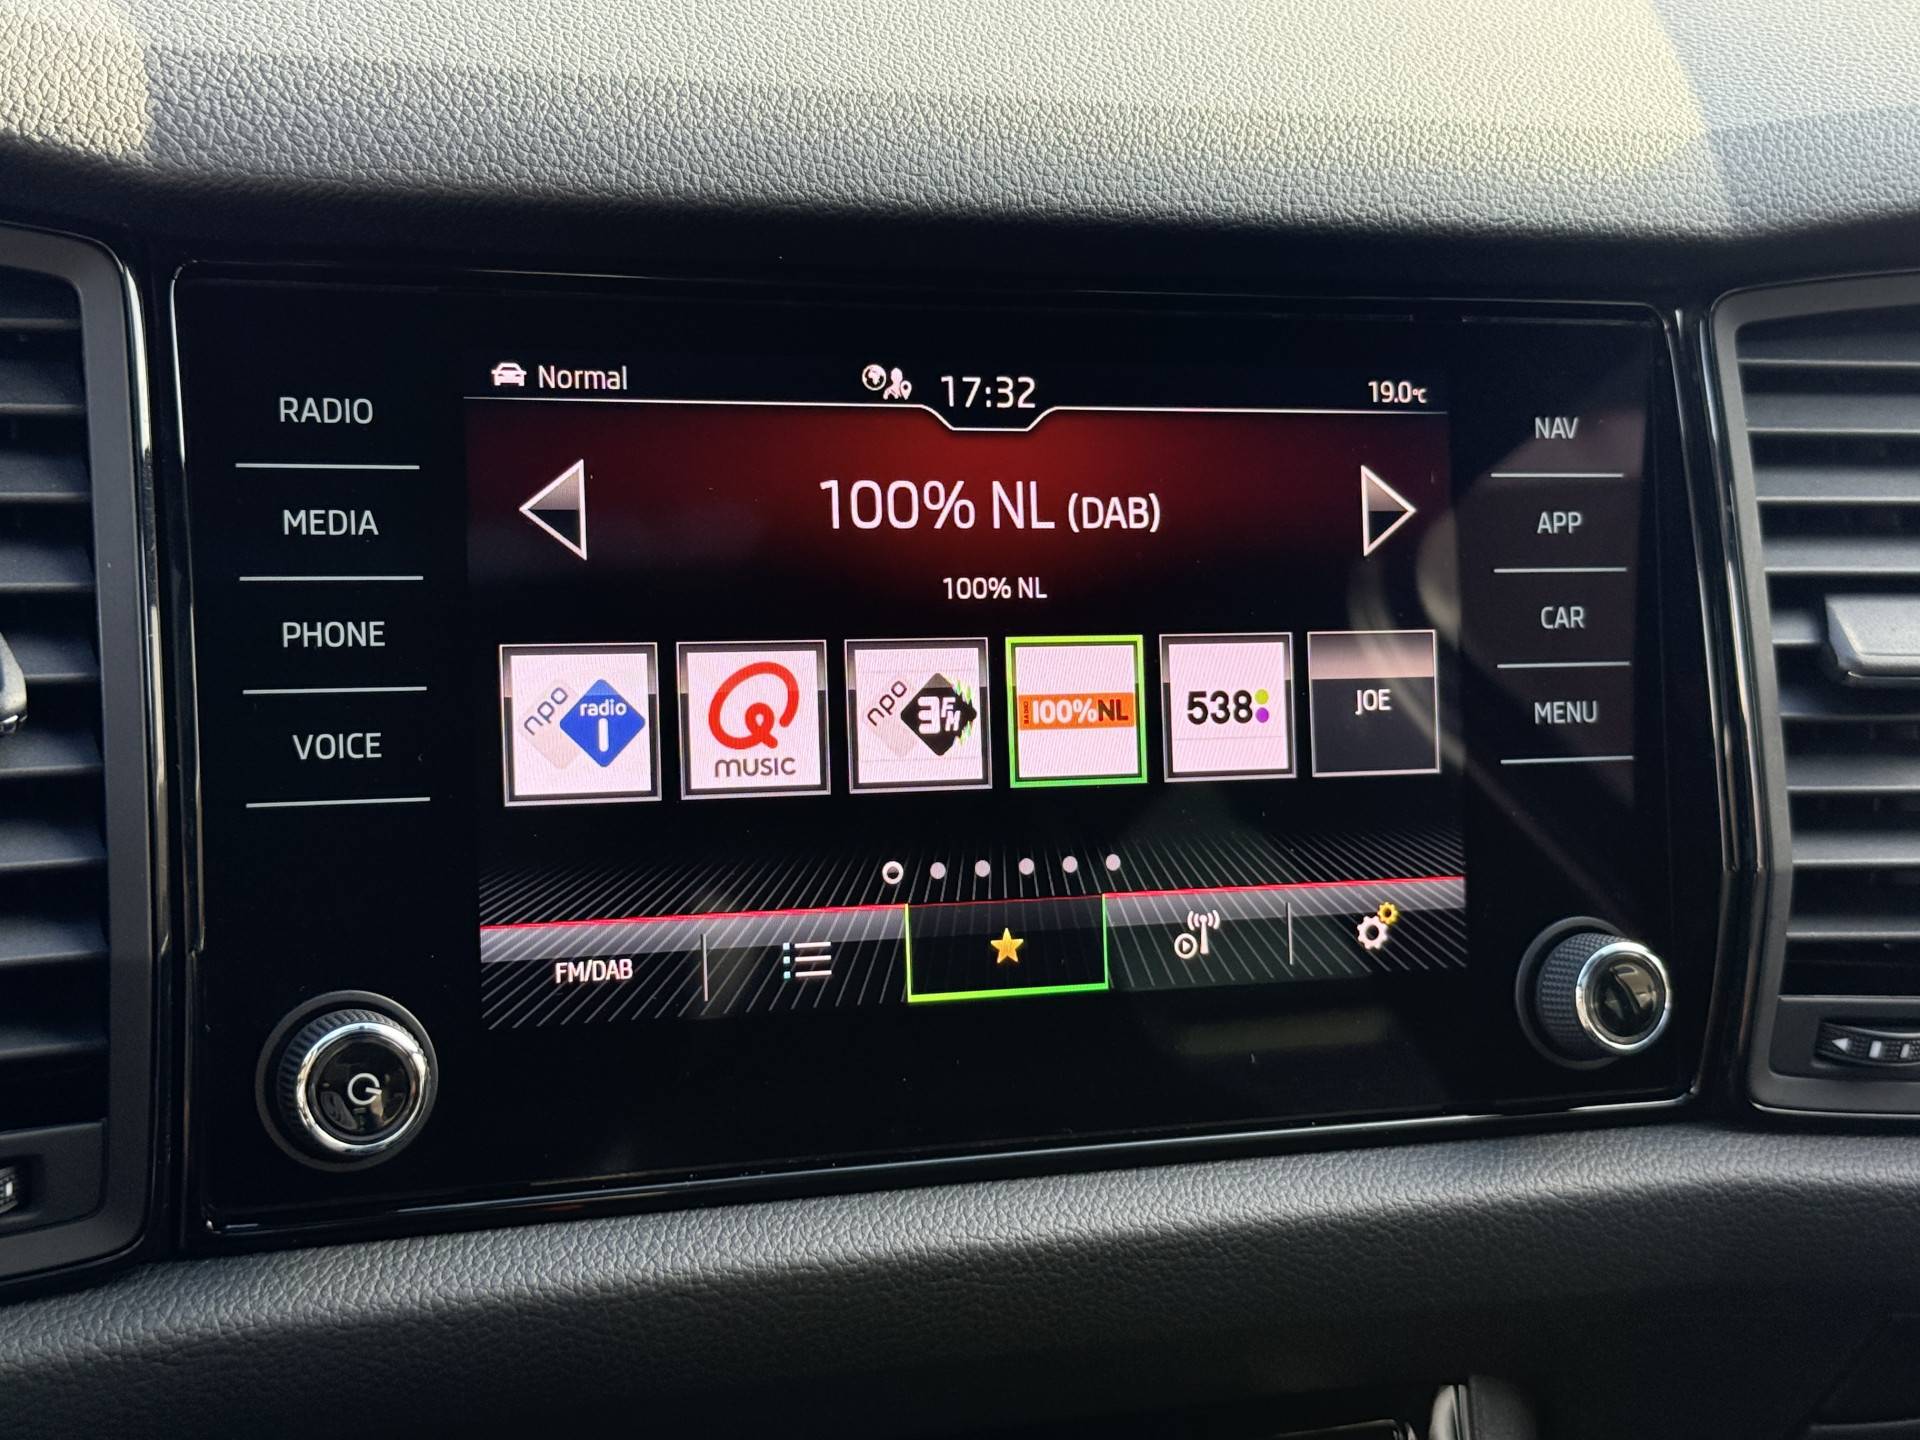 Normal
17:32
19.0°C
RADIO
MEDIA
PHONE
VOICE
100% NL (DAB)
100% NL
npo radio 1
Q MUSIC
npo 3FM
RADIO 100%NL
538
JOE
FM/DAB
NAV
APP
CAR
MENU